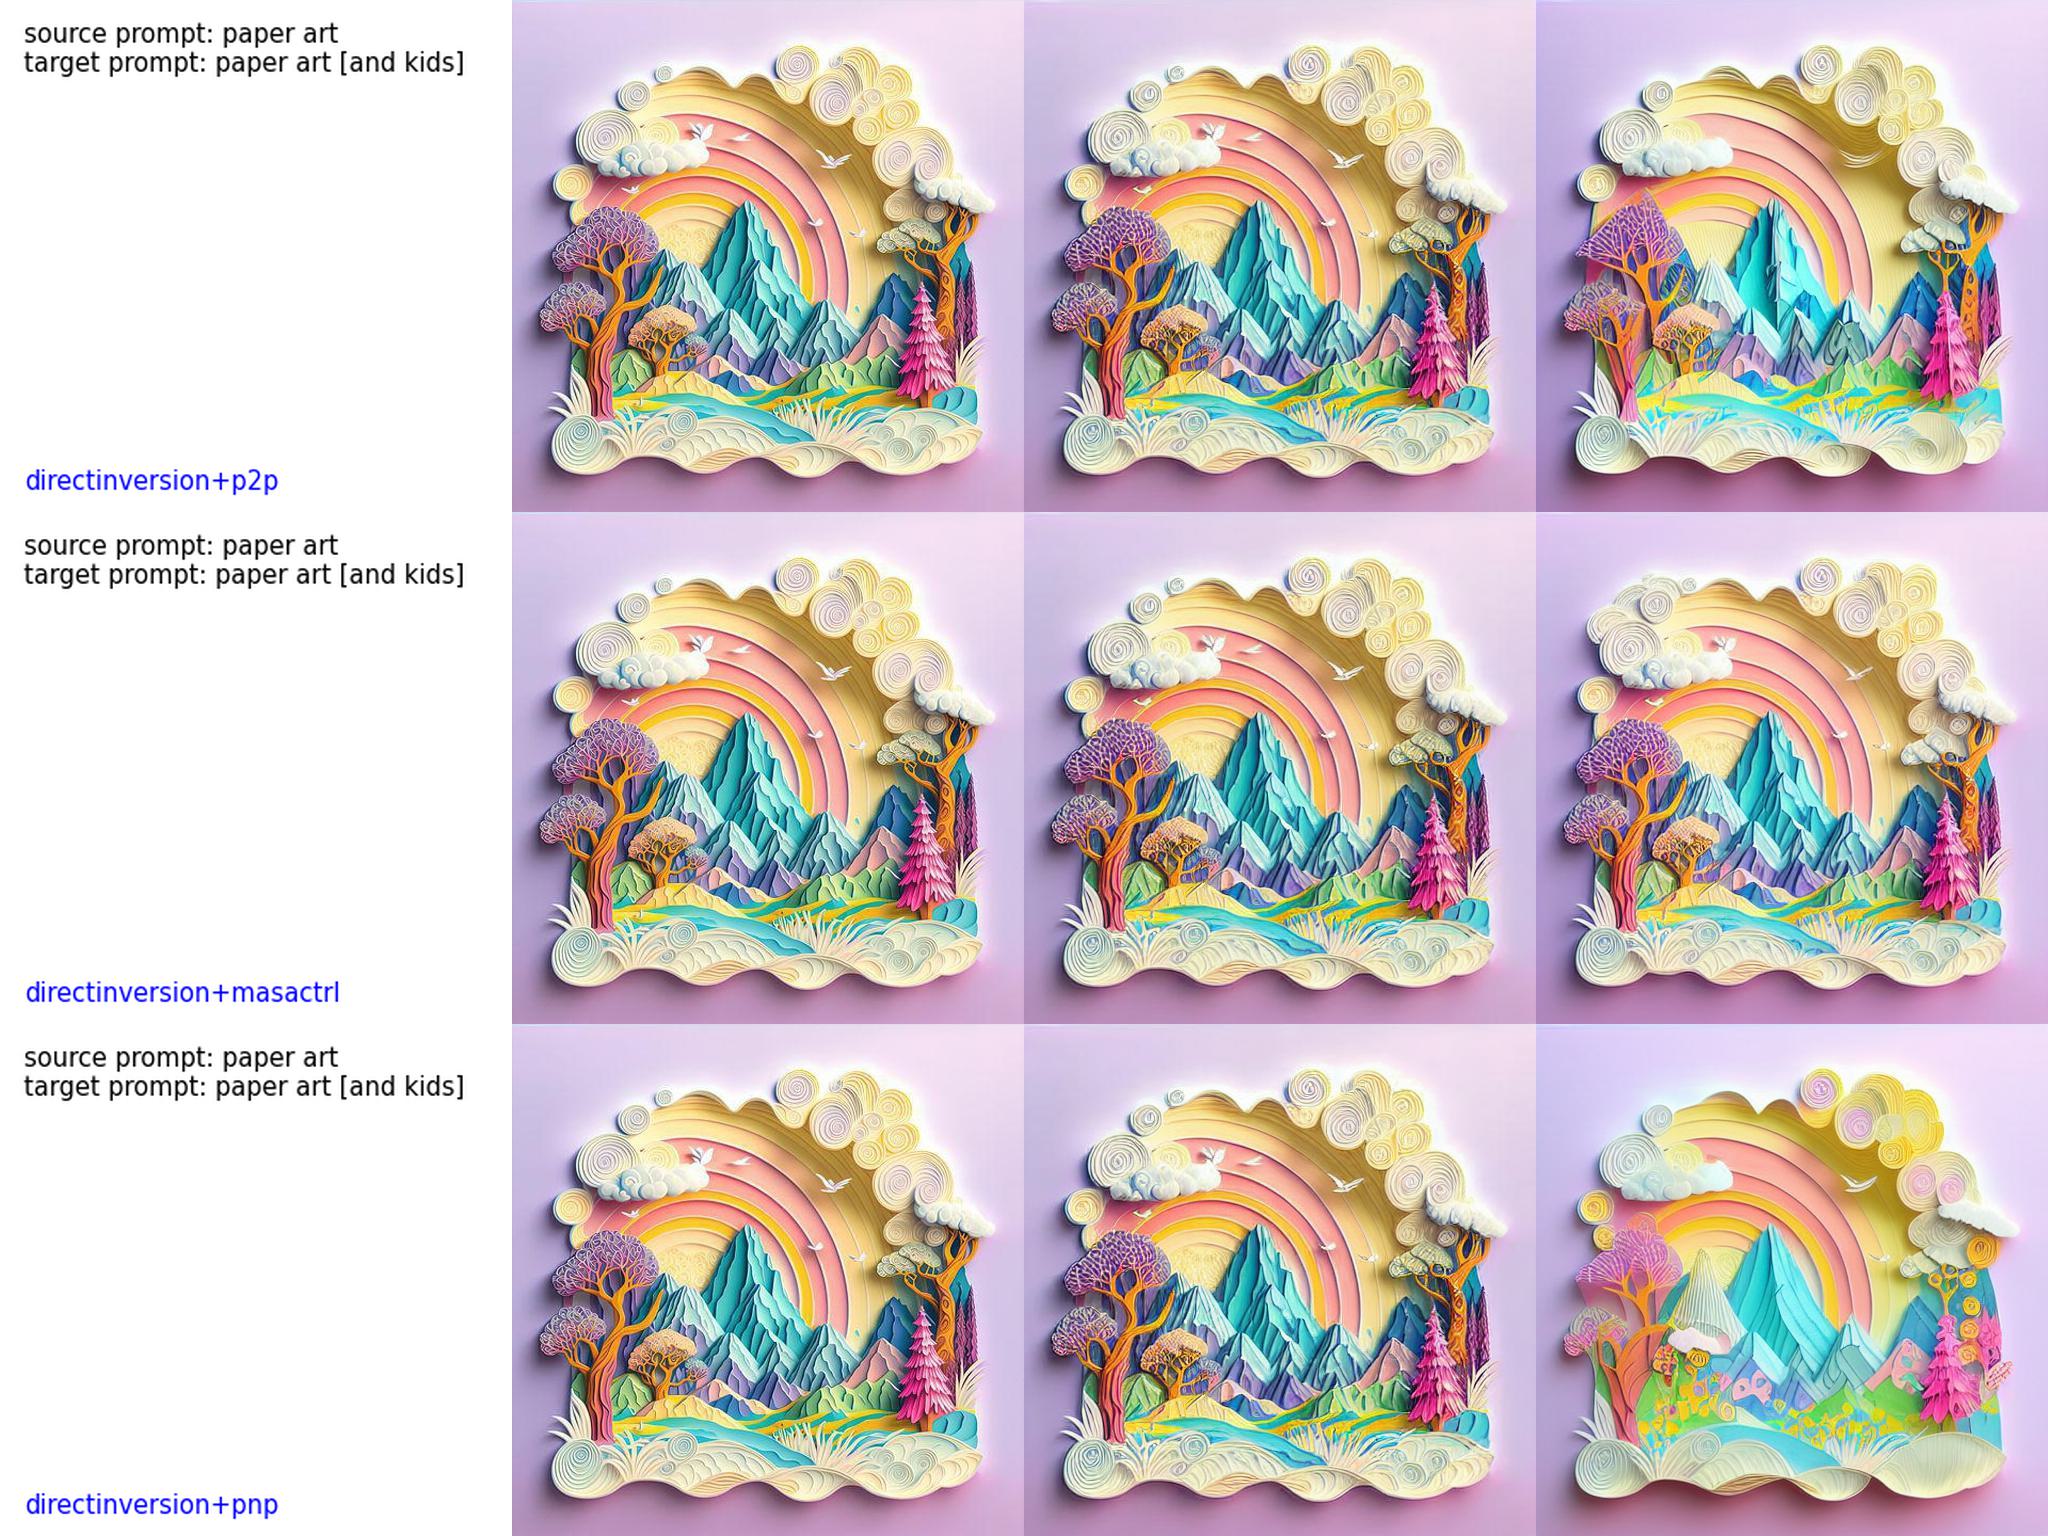 source prompt: paper art
target prompt: paper art [and kids]
directinversion+p2p
source prompt: paper art
target prompt: paper art [and kids]
directinversion+masactrl
source prompt: paper art
target prompt: paper art [and kids]
directinversion+pnp